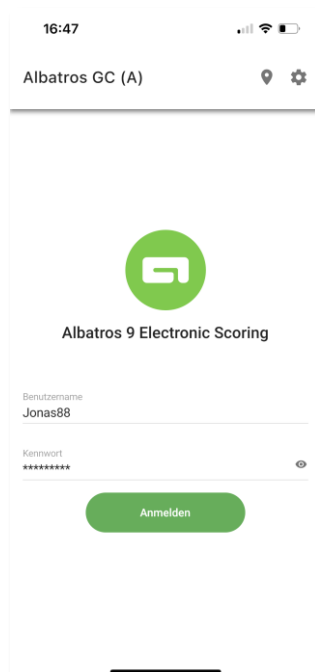 16:47
Albatros GC (A)
Albatros 9 Electronic Scoring
Benutzername
Jonas88
Kennwort
*********
Anmelden